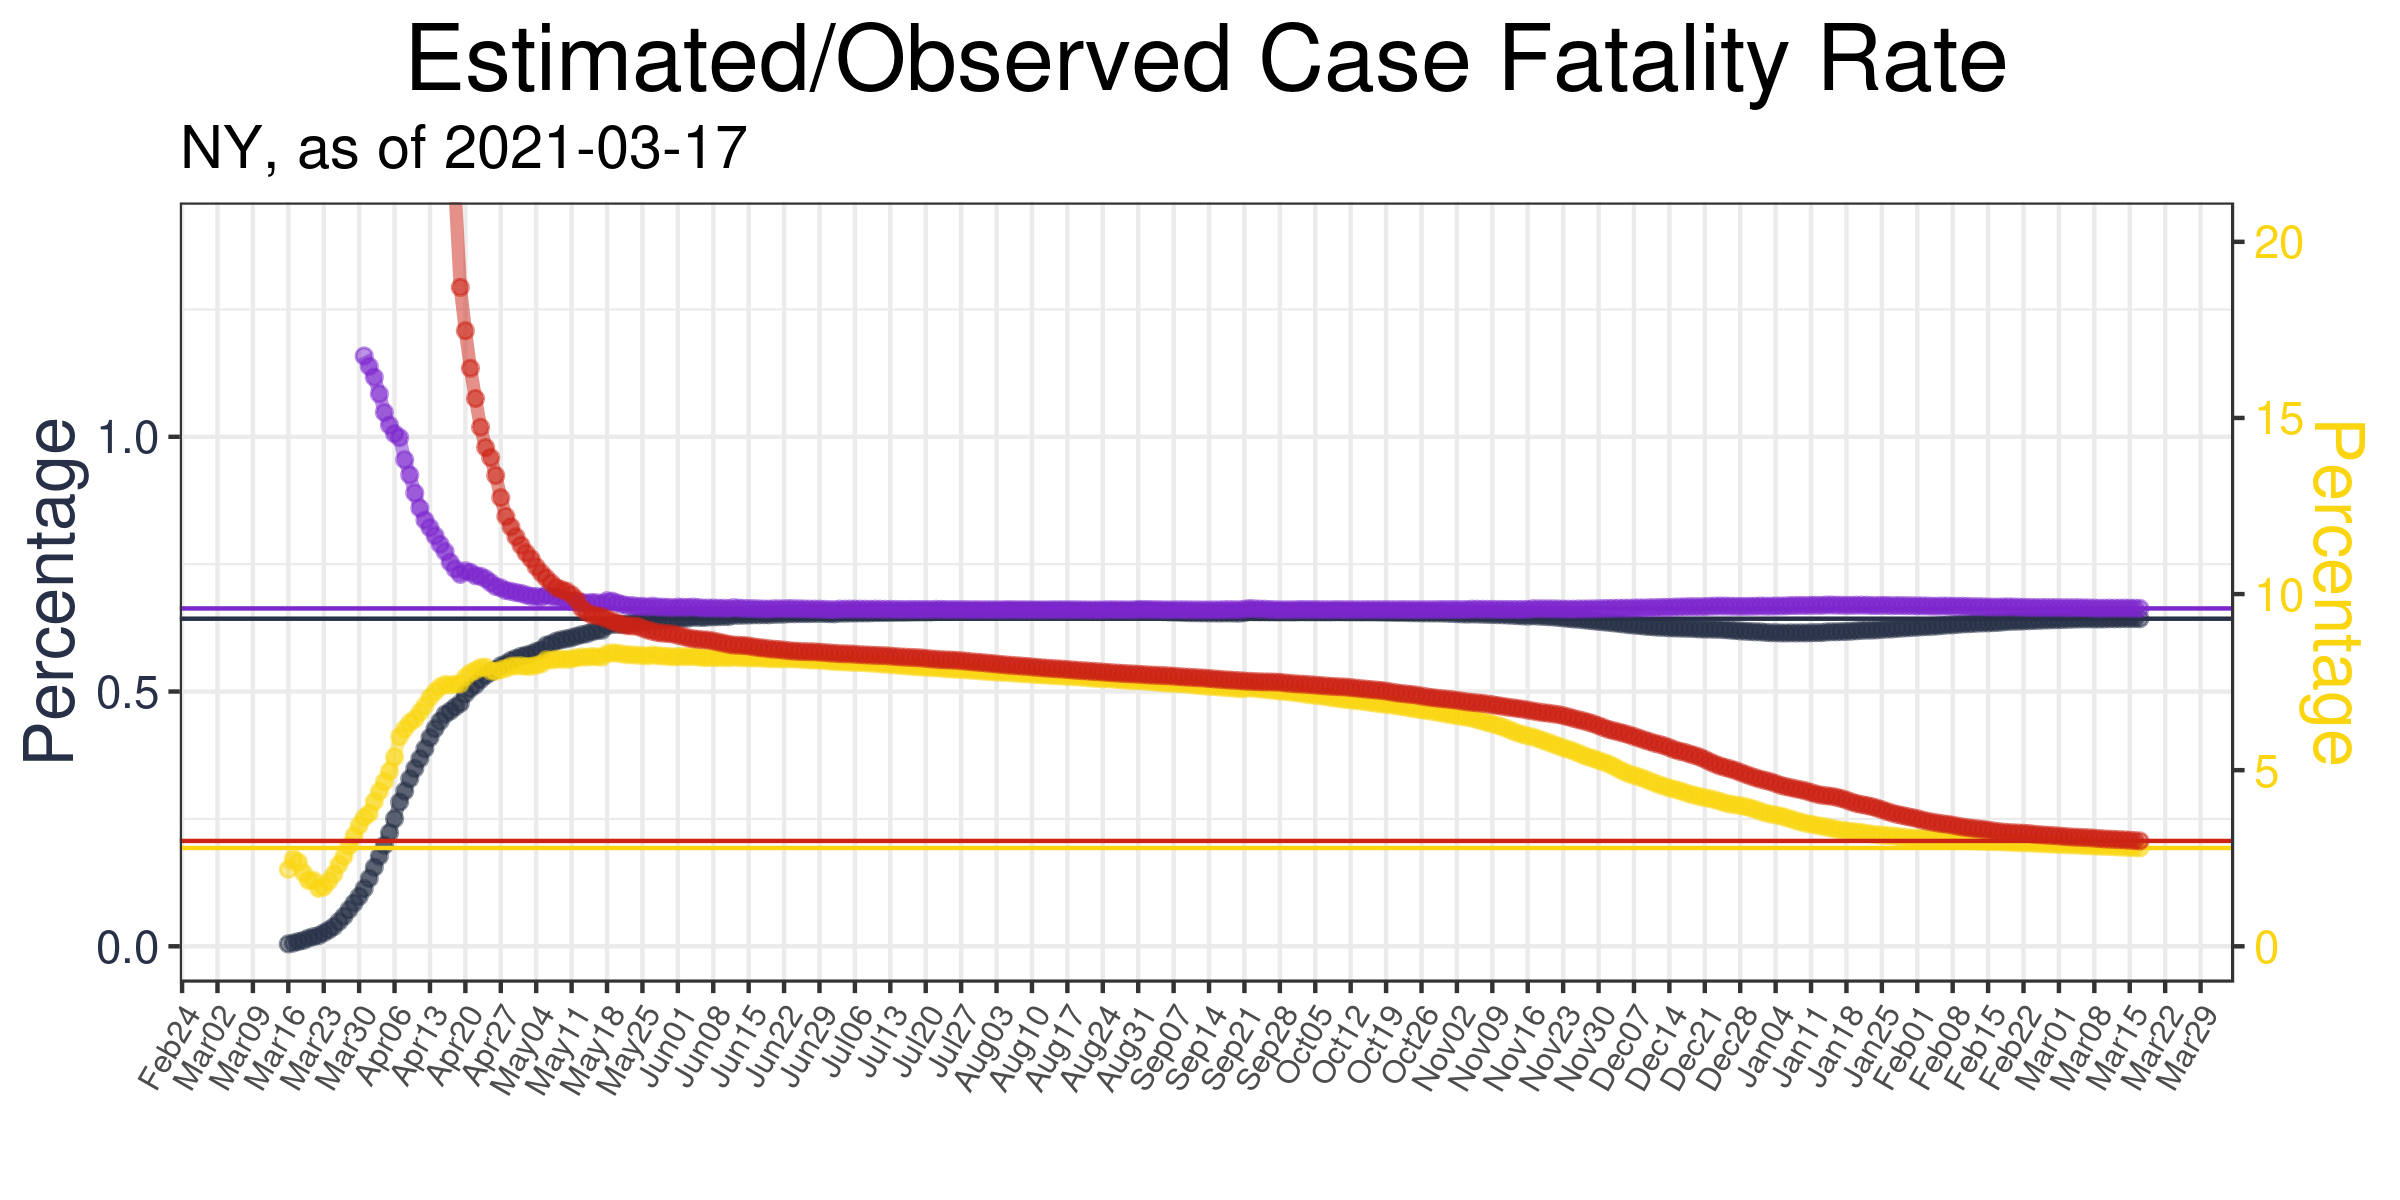 Estimated/Observed Case Fatality Rate
NY, as of 2021-03-17
Percentage
1.0
0.5
0.0
20
15
10
5
0
Percentage
Feb24
Mar02
Mar09
Mar16
Mar23
Mar30
Apr06
Apr13
Apr20
Apr27
May04
May11
May18
May25
Jun01
Jun08
Jun15
Jun22
Jun29
Jul06
Jul13
Jul20
Jul27
Aug03
Aug10
Aug17
Aug24
Aug31
Sep07
Sep14
Sep21
Sep28
Oct05
Oct12
Oct19
Oct26
Nov02
Nov09
Nov16
Nov23
Nov30
Dec07
Dec14
Dec21
Dec28
Jan04
Jan11
Jan18
Jan25
Feb01
Feb08
Feb15
Feb22
Mar01
Mar08
Mar15
Mar22
Mar29